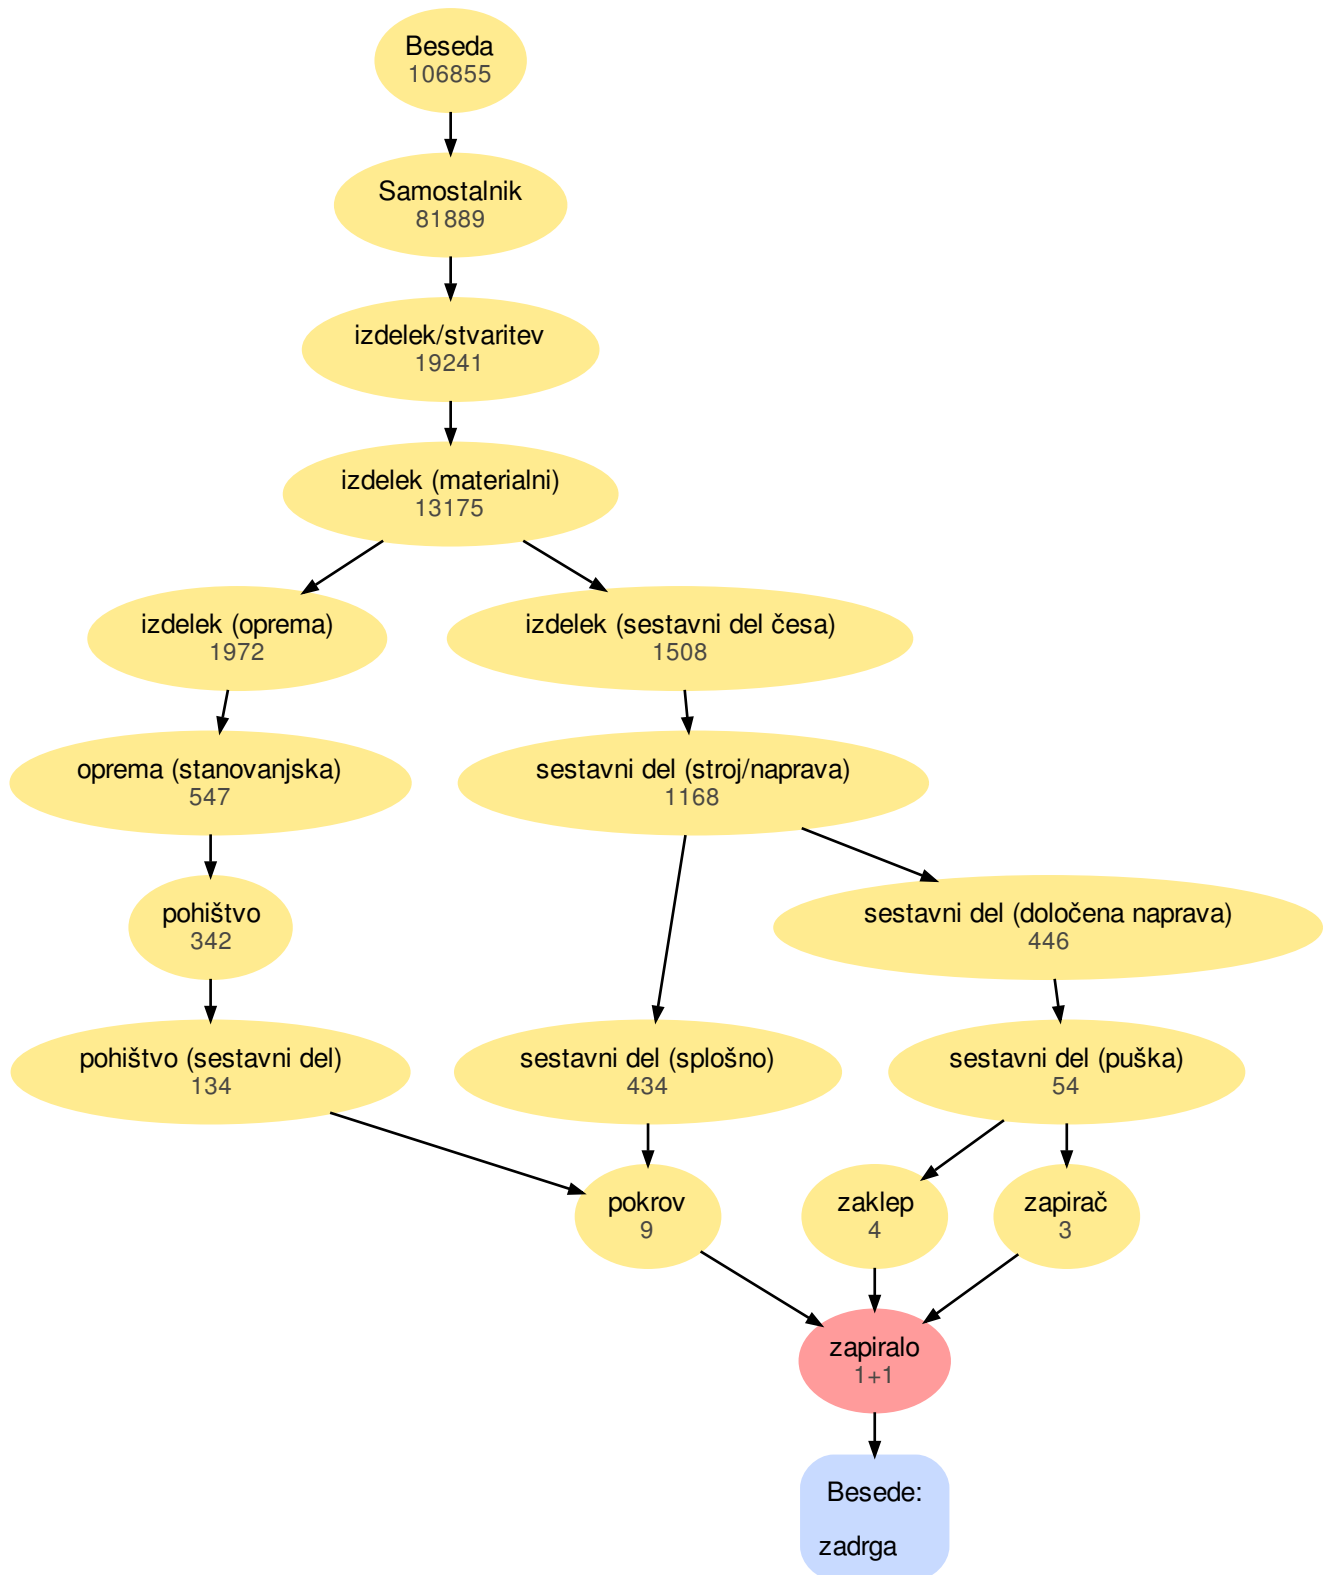 Beseda
106855
Samostalnik
81889
izdelek/stvaritev
19241
izdelek (materialni)
13175
izdelek (oprema)
1972
izdelek (sestavni del česa)
1508
oprema (stanovanjska)
547
sestavni del (stroj/naprava)
1168
pohištvo
342
sestavni del (določena naprava)
446
pohištvo (sestavni del)
134
sestavni del (splošno)
434
sestavni del (puška)
54
pokrov
9
zaklep
4
zapirač
3
zapiralo
1+1
Besede:
zadrga